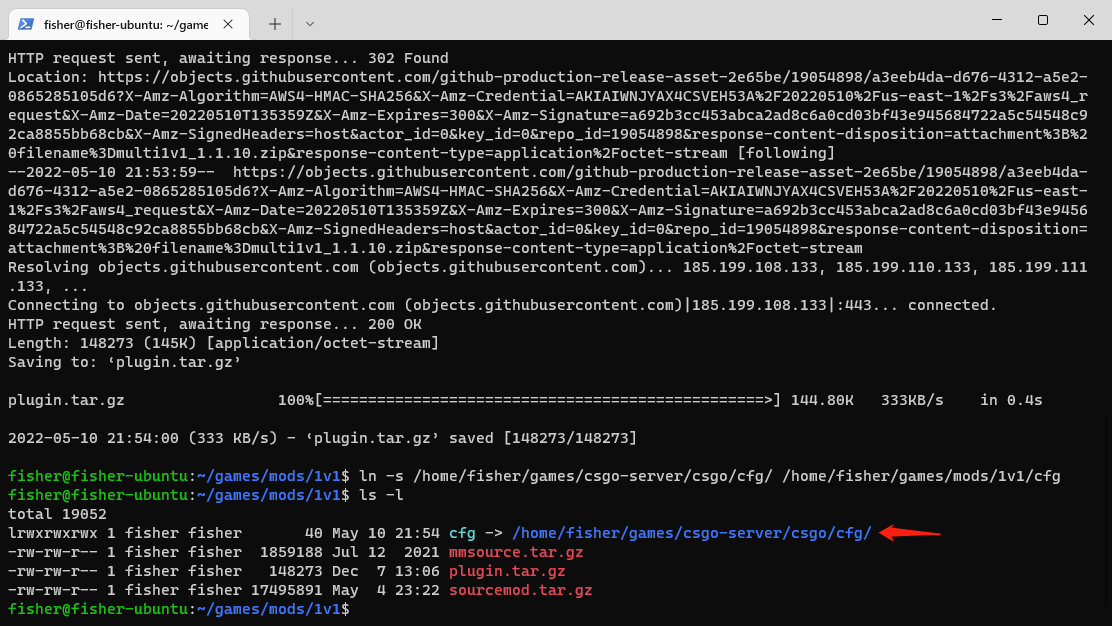 fisher@fisher-ubuntu: ~/game
HTTP request sent, awaiting response... 302 Found
Location: https://objects.githubusercontent.com/github-production-release-asset-2e65be/19054898/a3eeb4da-d676-4312-a5e2-
0865285105d6?X-Amz-Algorithm=AWS4-HMAC-SHA256&X-Amz-Credential=AKIAIWNJYAX4CSVEH53A%2F20220510%2Fus-east-1%2Fs3%2Faws4_r
equest&X-Amz-Date=20220510T135359Z&X-Amz-Expires=300&X-Amz-Signature=a692b3cc453abca2ad8c6a0cd03bf43e945684722a5c54548c9
2ca8855bb68cb&X-Amz-SignedHeaders=host&actor_id=0&key_id=0&repo_id=19054898&response-content-disposition=attachment%3B%2
0filename%3Dmulti1v1_1.1.10.zip&response-content-type=application%2Foctet-stream [following]
--2022-05-10 21:53:59--  https://objects.githubusercontent.com/github-production-release-asset-2e65be/19054898/a3eeb4da-
d676-4312-a5e2-0865285105d6?X-Amz-Algorithm=AWS4-HMAC-SHA256&X-Amz-Credential=AKIAIWNJYAX4CSVEH53A%2F20220510%2Fus-east-
1%2Fs3%2Faws4_request&X-Amz-Date=20220510T135359Z&X-Amz-Expires=300&X-Amz-Signature=a692b3cc453abca2ad8c6a0cd03bf43e9456
84722a5c54548c92ca8855bb68cb&X-Amz-SignedHeaders=host&actor_id=0&key_id=0&repo_id=19054898&response-content-disposition=
attachment%3B%20filename%3Dmulti1v1_1.1.10.zip&response-content-type=application%2Foctet-stream
Resolving objects.githubusercontent.com (objects.githubusercontent.com)... 185.199.108.133, 185.199.110.133, 185.199.111
.133, ...
Connecting to objects.githubusercontent.com (objects.githubusercontent.com)|185.199.108.133|:443... connected.
HTTP request sent, awaiting response... 200 OK
Length: 148273 (145K) [application/octet-stream]
Saving to: ‘plugin.tar.gz’
plugin.tar.gz                 100%[=================================================>] 144.80K   333KB/s    in 0.4s
2022-05-10 21:54:00 (333 KB/s) - ‘plugin.tar.gz’ saved [148273/148273]
fisher@fisher-ubuntu:~/games/mods/1v1$ ln -s /home/fisher/games/csgo-server/csgo/cfg/ /home/fisher/games/mods/1v1/cfg
fisher@fisher-ubuntu:~/games/mods/1v1$ ls -l
total 19052
lrwxrwxrwx 1 fisher fisher       40 May 10 21:54 cfg -> /home/fisher/games/csgo-server/csgo/cfg/
-rw-rw-r-- 1 fisher fisher  1859188 Jul 12  2021 mmsource.tar.gz
-rw-rw-r-- 1 fisher fisher   148273 Dec  7 13:06 plugin.tar.gz
-rw-rw-r-- 1 fisher fisher 17495891 May  4 23:22 sourcemod.tar.gz
fisher@fisher-ubuntu:~/games/mods/1v1$